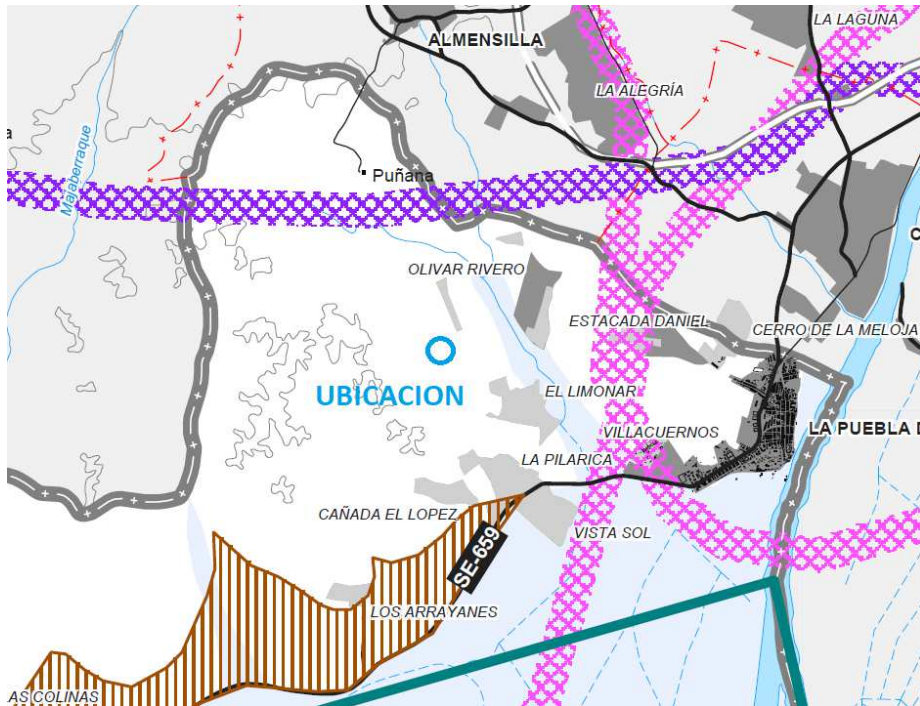 LA LAGUNA
ALMENSILLA
LA ALEGRÍA
a
Majaberraque
Puñana
C
OLIVAR RIVERO
ESTACADA DANIEL
CERRO DE LA MELOJA
UBICACION
EL LIMONAR
VILLACUERNOS
LA PUEBLA D
LA PILARICA
CAÑADA EL LOPEZ
VISTA SOL
SE-659
LOS ARRAYANES
AS COLINAS